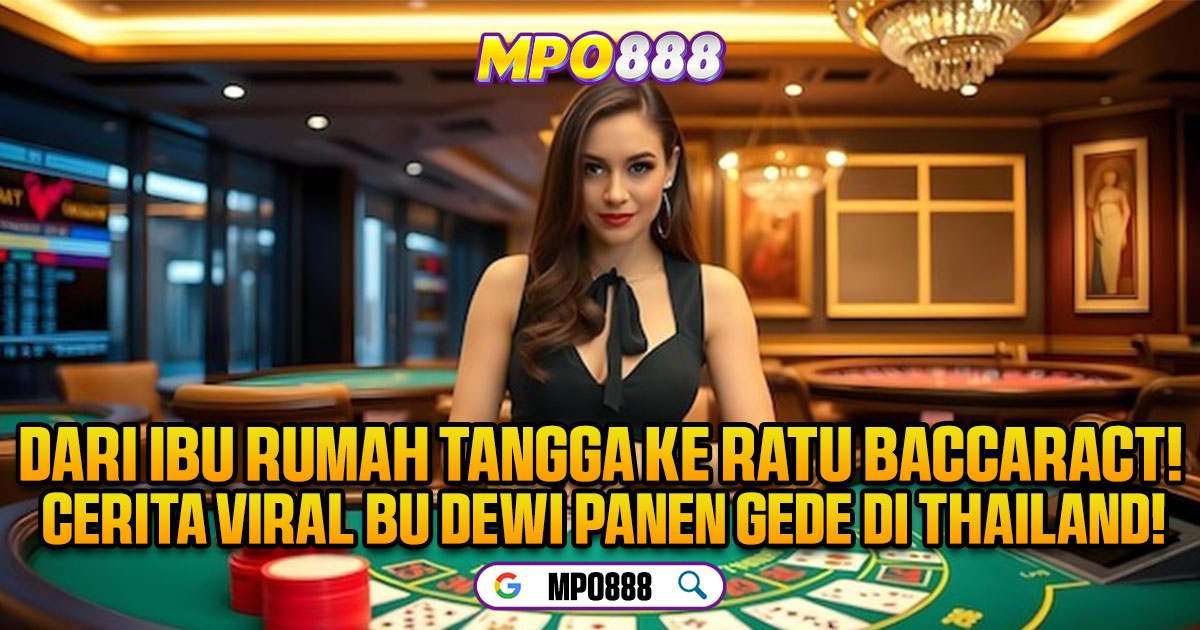 MPO888
DARI IBU RUMAH TANGGA KE RATU BACCARACT!
CERITA VIRAL BU DEWI PANEN GEDE DI THAILAND!
MPO888